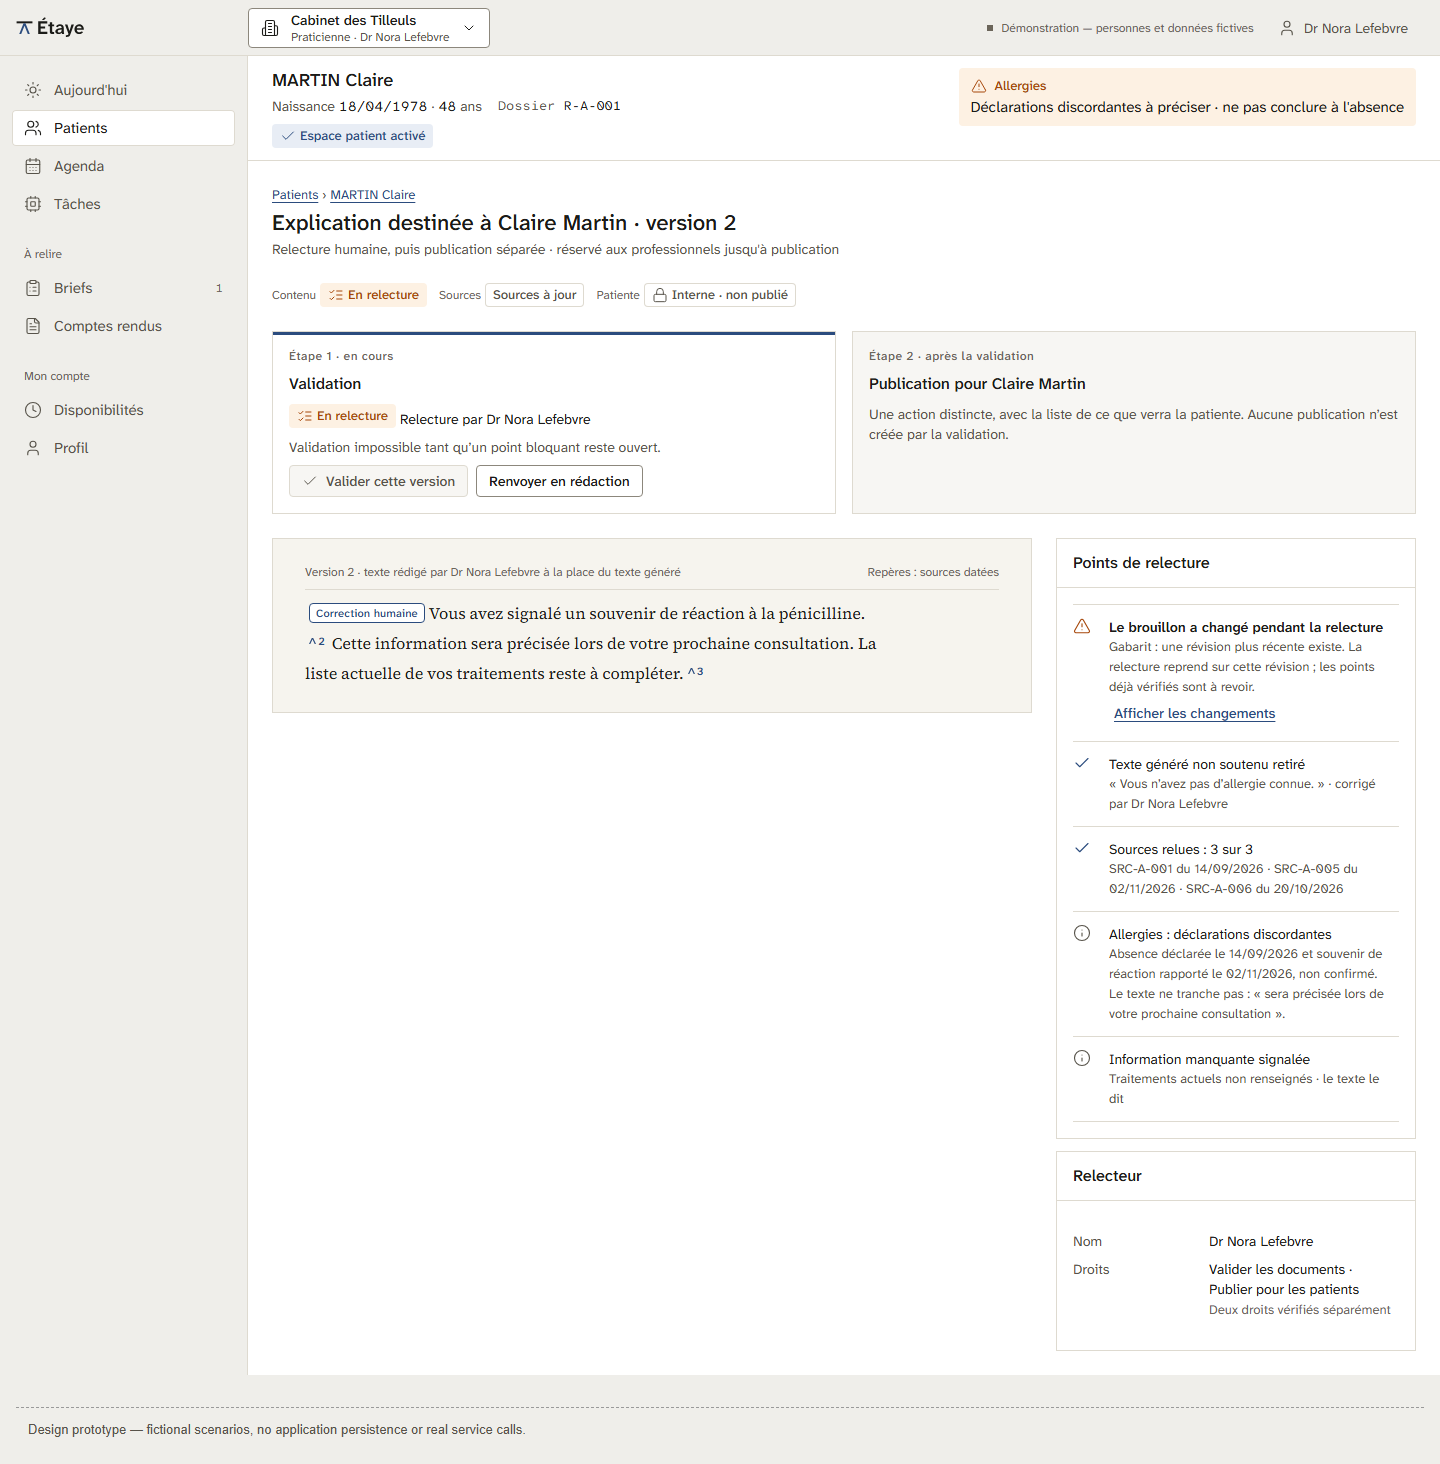 Étaye
Cabinet des Tilleuls
Praticienne · Dr Nora Lefebvre
Démonstration — personnes et données fictives
Dr Nora Lefebvre
Aujourd'hui
Patients
Agenda
Tâches
À relire
Briefs 1
Comptes rendus
Mon compte
Disponibilités
Profil
MARTIN Claire
Naissance 18/04/1978 · 48 ans Dossier R-A-001
Espace patient activé
Allergies
Déclarations discordantes à préciser · ne pas conclure à l'absence
Patients › MARTIN Claire
Explication destinée à Claire Martin · version 2
Relecture humaine, puis publication séparée · réservé aux professionnels jusqu'à publication
Contenu En relecture Sources Sources à jour Patiente Interne · non publié
Étape 1 · en cours
Validation
En relecture Relecture par Dr Nora Lefebvre
Validation impossible tant qu'un point bloquant reste ouvert.
Valider cette version Renvoyer en rédaction
Étape 2 · après la validation
Publication pour Claire Martin
Une action distincte, avec la liste de ce que verra la patiente. Aucune publication n'est
créée par la validation.
Version 2 · texte rédigé par Dr Nora Lefebvre à la place du texte généré Repères : sources datées
Correction humaine Vous avez signalé un souvenir de réaction à la pénicilline.
^2 Cette information sera précisée lors de votre prochaine consultation. La
liste actuelle de vos traitements reste à compléter. ^3
Points de relecture
Le brouillon a changé pendant la relecture
Gabarit : une révision plus récente existe. La
relecture reprend sur cette révision ; les points
déjà vérifiés sont à revoir.
Afficher les changements
Texte généré non soutenu retiré
« Vous n'avez pas d'allergie connue. » · corrigé
par Dr Nora Lefebvre
Sources relues : 3 sur 3
SRC-A-001 du 14/09/2026 · SRC-A-005 du
02/11/2026 · SRC-A-006 du 20/10/2026
Allergies : déclarations discordantes
Absence déclarée le 14/09/2026 et souvenir de
réaction rapporté le 02/11/2026, non confirmé.
Le texte ne tranche pas : « sera précisée lors de
votre prochaine consultation ».
Information manquante signalée
Traitements actuels non renseignés · le texte le
dit
Relecteur
Nom Dr Nora Lefebvre
Droits Valider les documents ·
Publier pour les patients
Deux droits vérifiés séparément
Design prototype — fictional scenarios, no application persistence or real service calls.